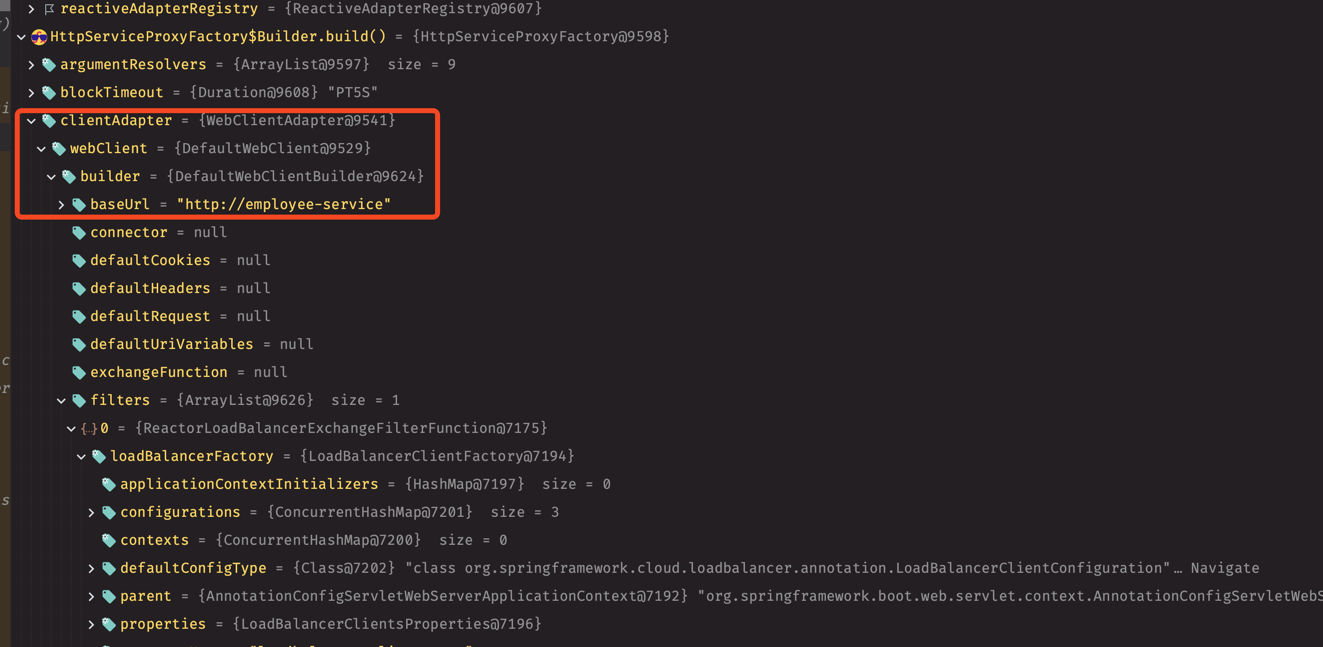 reactiveAdapterRegistry = {ReactiveAdapterRegistry@9607}
HttpServiceProxyFactory$Builder.build() = {HttpServiceProxyFactory@9598}
argumentResolvers = {ArrayList@9597} size = 9
blockTimeout = {Duration@9608} "PT5S"
clientAdapter = {WebClientAdapter@9541}
webClient = {DefaultWebClient@9529}
builder = {DefaultWebClientBuilder@9624}
baseUrl = "http://employee-service"
connector = null
defaultCookies = null
defaultHeaders = null
defaultRequest = null
defaultUriVariables = null
exchangeFunction = null
filters = {ArrayList@9626} size = 1
{..} 0 = {ReactorLoadBalancerExchangeFilterFunction@7175}
loadBalancerFactory = {LoadBalancerClientFactory@7194}
applicationContextInitializers = {HashMap@7197} size = 0
configurations = {ConcurrentHashMap@7201} size = 3
contexts = {ConcurrentHashMap@7200} size = 0
defaultConfigType = {Class@7202} "class org.springframework.cloud.loadbalancer.annotation.LoadBalancerClientConfiguration"… Navigate
parent = {AnnotationConfigServletWebServerApplicationContext@7192} "org.springframework.boot.web.servlet.context.AnnotationConfigServletWebS
properties = {LoadBalancerClientsProperties@7196}